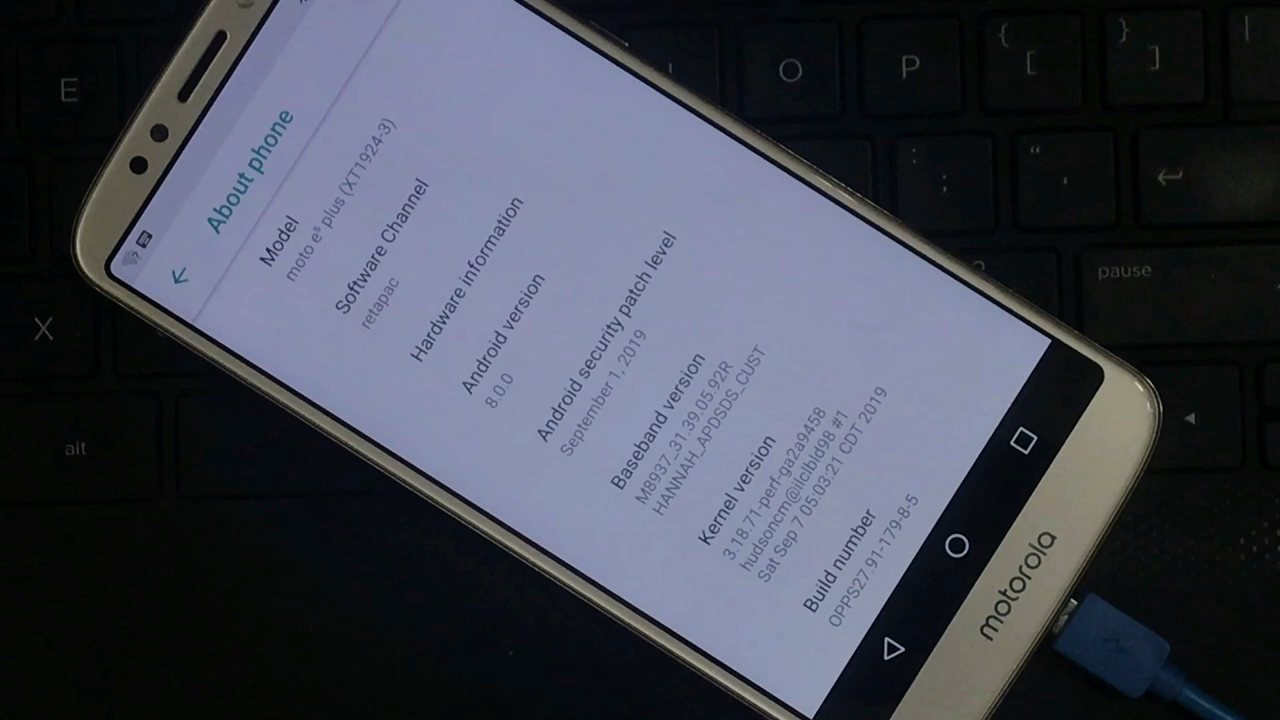 About phone
Model
moto e⁵ plus (XT1924-3)
Software Channel
retapac
Hardware information
Android version
8.0.0
Android security patch level
September 1, 2019
Baseband version
M8937_31.39.05.92R
HANNAH_APDSDS_CUST
Kernel version
3.18.71-perf-ga2a9458
hudsoncm@ilclbld98 #1
Sat Sep 7 05:03:21 CDT 2019
Build number
OPPS27.91-179-8-5
motorola
E
O
P
{
[
}
]
|
:
;
"
'
?
pause
X
alt